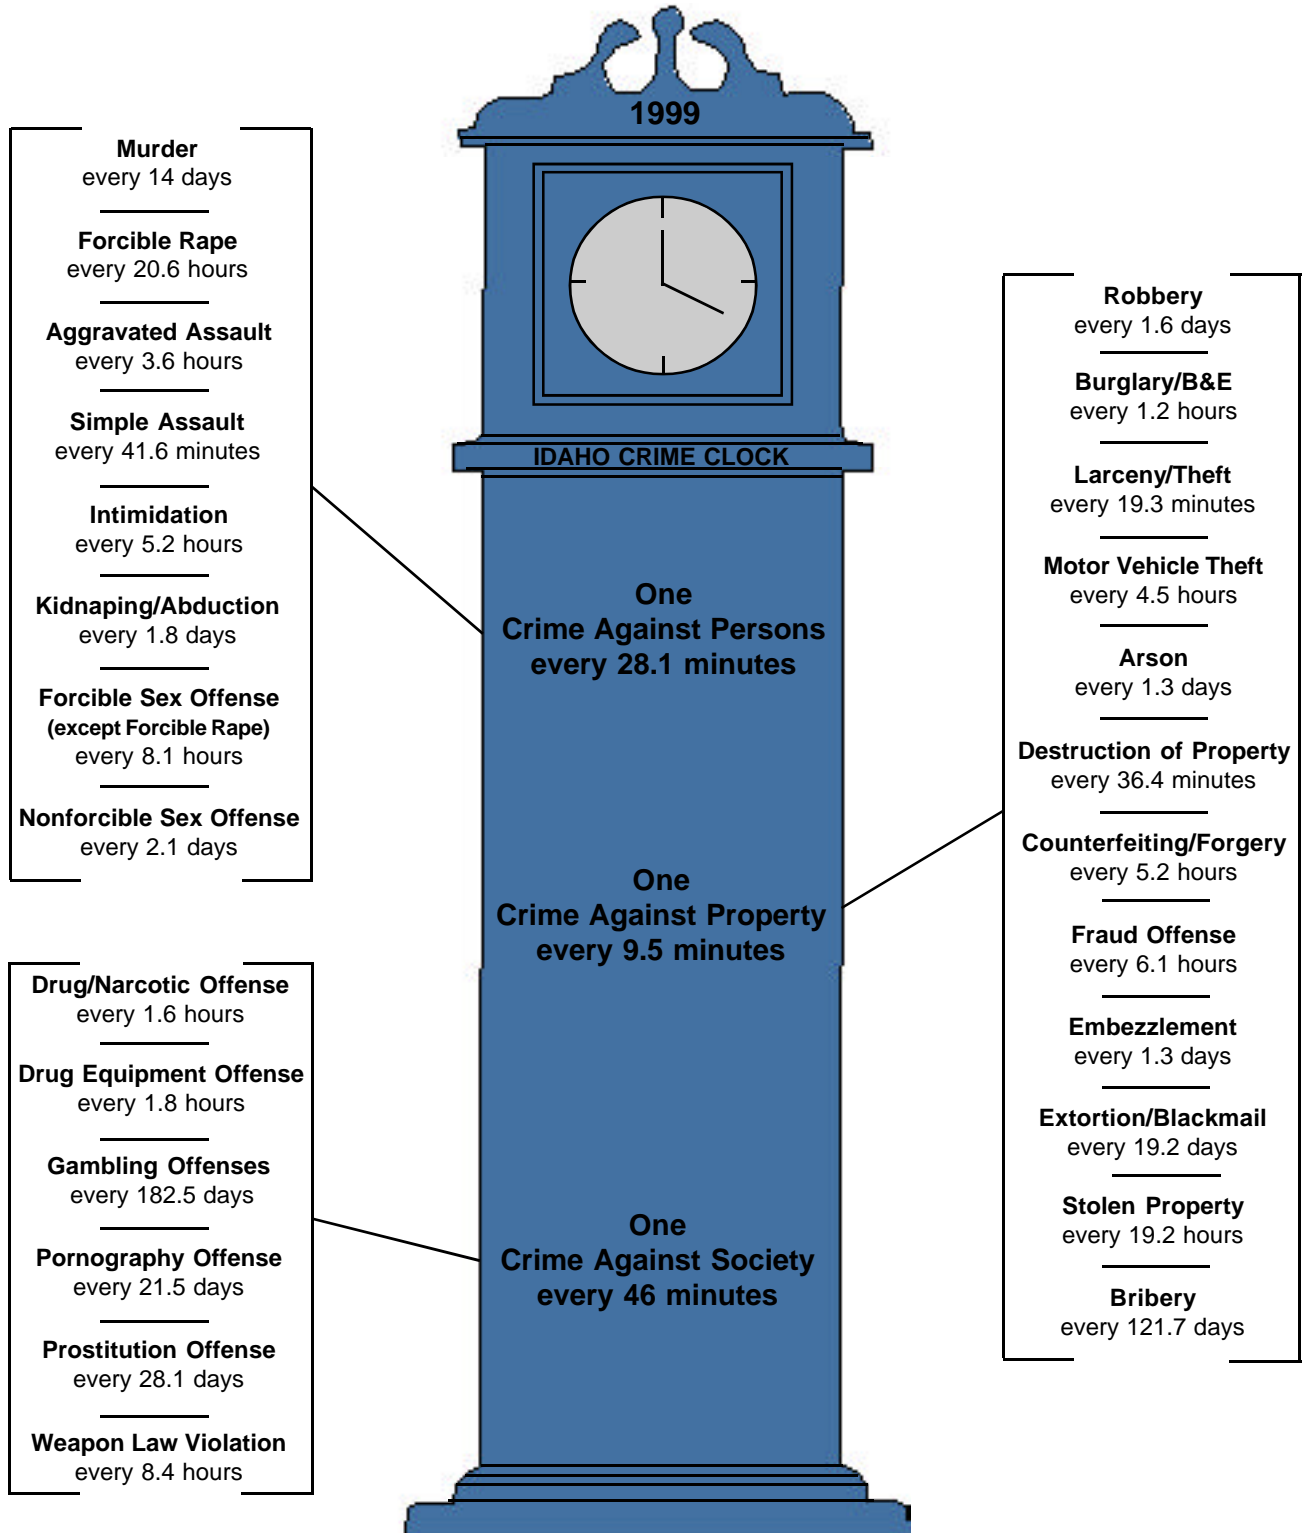 1999
IDAHO CRIME CLOCK
Murder
every 14 days
Forcible Rape
every 20.6 hours
Aggravated Assault
every 3.6 hours
Simple Assault
every 41.6 minutes
Intimidation
every 5.2 hours
Kidnaping/Abduction
every 1.8 days
Forcible Sex Offense
(except Forcible Rape)
every 8.1 hours
Nonforcible Sex Offense
every 2.1 days
One
Crime Against Persons
every 28.1 minutes
Robbery
every 1.6 days
Burglary/B&E
every 1.2 hours
Larceny/Theft
every 19.3 minutes
Motor Vehicle Theft
every 4.5 hours
Arson
every 1.3 days
Destruction of Property
every 36.4 minutes
Counterfeiting/Forgery
every 5.2 hours
Fraud Offense
every 6.1 hours
Embezzlement
every 1.3 days
Extortion/Blackmail
every 19.2 days
Stolen Property
every 19.2 hours
Bribery
every 121.7 days
One
Crime Against Property
every 9.5 minutes
Drug/Narcotic Offense
every 1.6 hours
Drug Equipment Offense
every 1.8 hours
Gambling Offenses
every 182.5 days
Pornography Offense
every 21.5 days
Prostitution Offense
every 28.1 days
Weapon Law Violation
every 8.4 hours
One
Crime Against Society
every 46 minutes